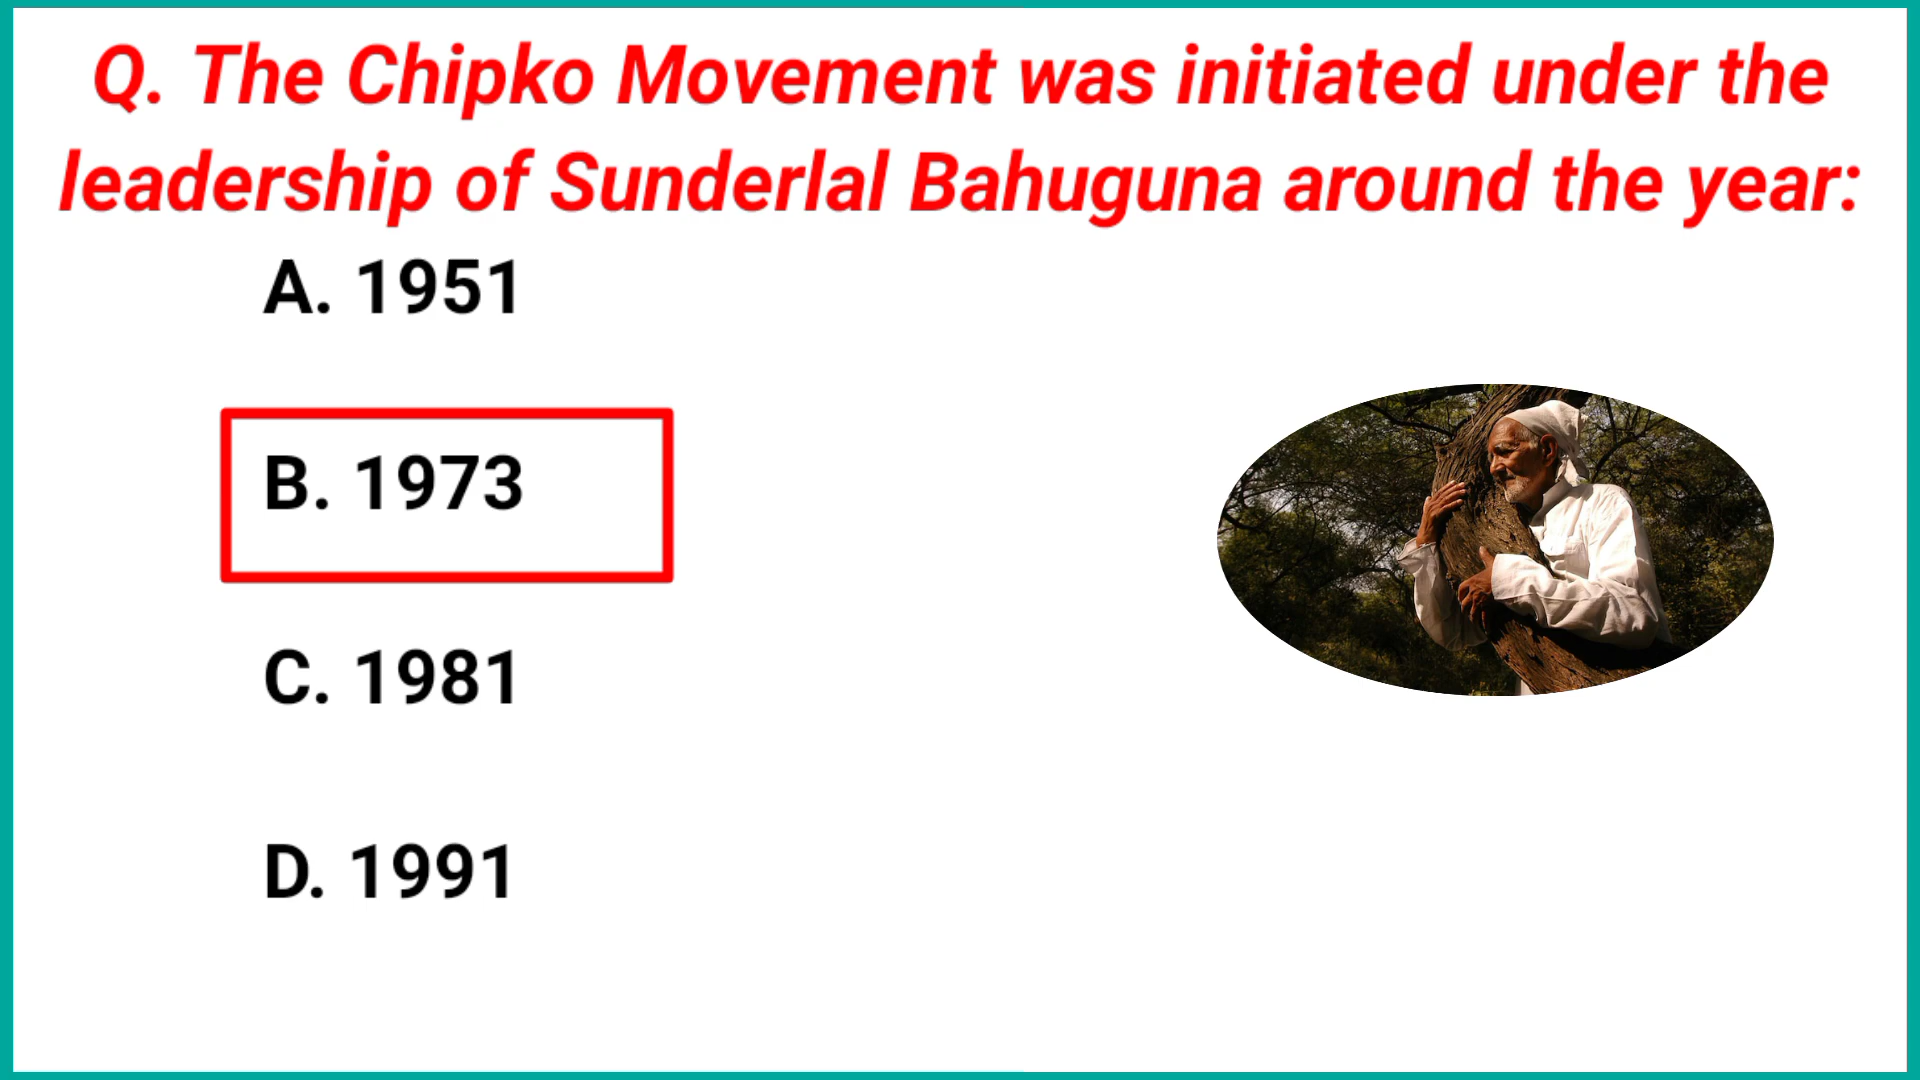 Q. The Chipko Movement was initiated under the
leadership of Sunderlal Bahuguna around the year:
A. 1951
B. 1973
C. 1981
D. 1991